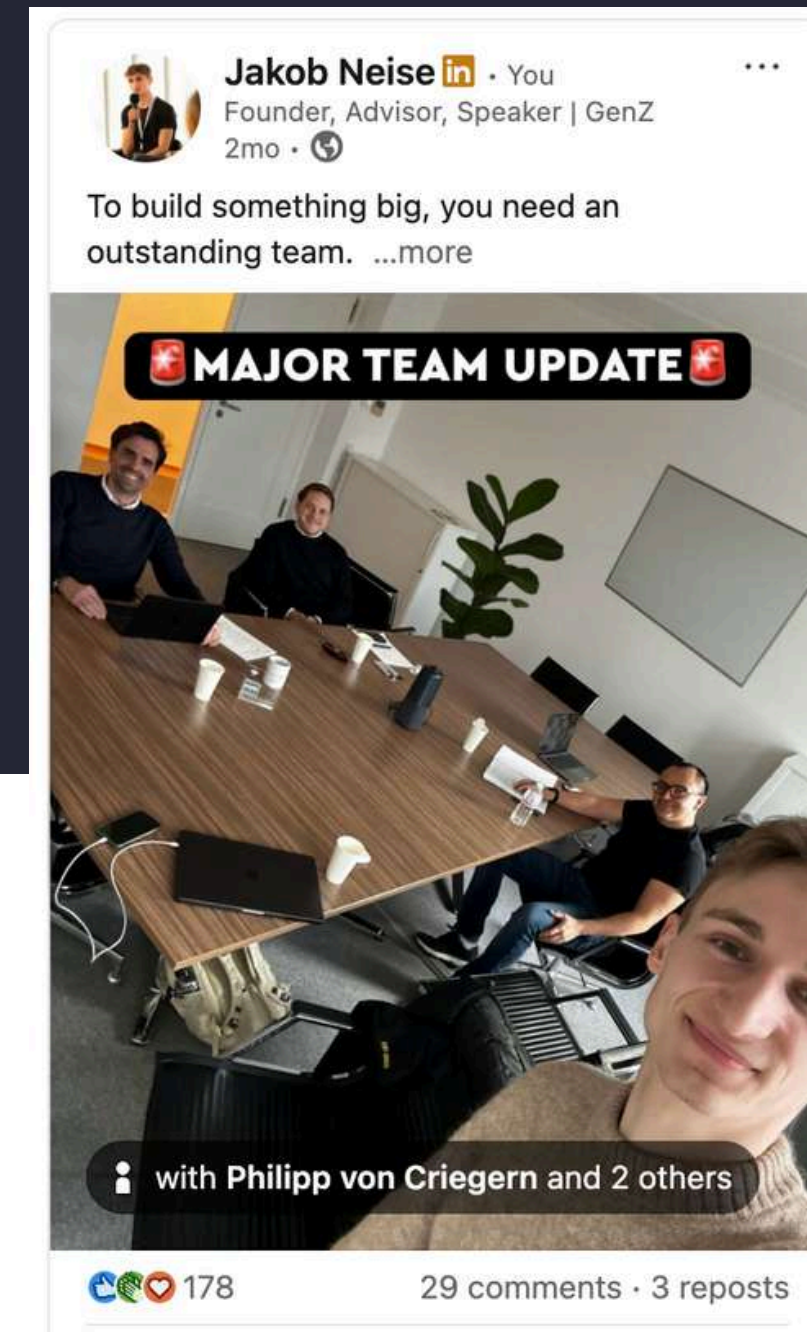 Jakob Neise in · You
Founder, Advisor, Speaker | GenZ
2mo ·
To build something big, you need an
outstanding team. ...more
🚨MAJOR TEAM UPDATE🚨
with Philipp von Criegern and 2 others
178 29 comments · 3 reposts